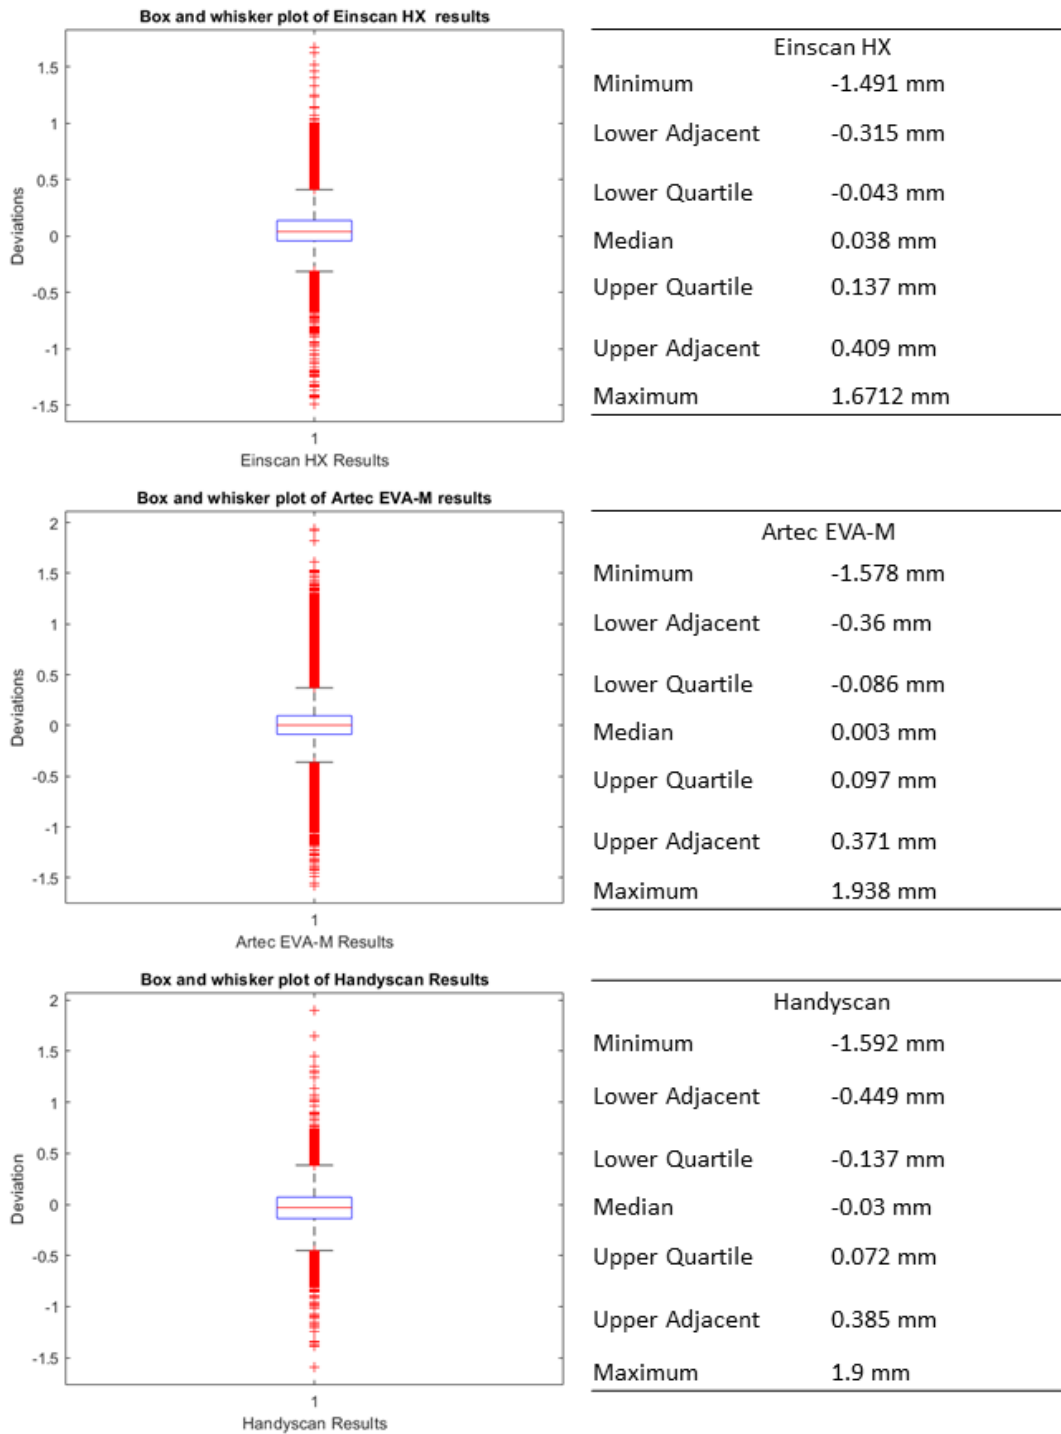 Box and whisker plot of Einscan HX results
1.5
1
0.5
0
-0.5
-1
-1.5
Deviations
1
Einscan HX Results
Einscan HX
Minimum -1.491 mm
Lower Adjacent -0.315 mm
Lower Quartile -0.043 mm
Median 0.038 mm
Upper Quartile 0.137 mm
Upper Adjacent 0.409 mm
Maximum 1.6712 mm
Box and whisker plot of Artec EVA-M results
2
1.5
1
0.5
0
-0.5
-1
-1.5
Deviations
1
Artec EVA-M Results
Artec EVA-M
Minimum -1.578 mm
Lower Adjacent -0.36 mm
Lower Quartile -0.086 mm
Median 0.003 mm
Upper Quartile 0.097 mm
Upper Adjacent 0.371 mm
Maximum 1.938 mm
Box and whisker plot of Handyscan Results
2
1.5
1
0.5
0
-0.5
-1
-1.5
Deviation
1
Handyscan Results
Handyscan
Minimum -1.592 mm
Lower Adjacent -0.449 mm
Lower Quartile -0.137 mm
Median -0.03 mm
Upper Quartile 0.072 mm
Upper Adjacent 0.385 mm
Maximum 1.9 mm